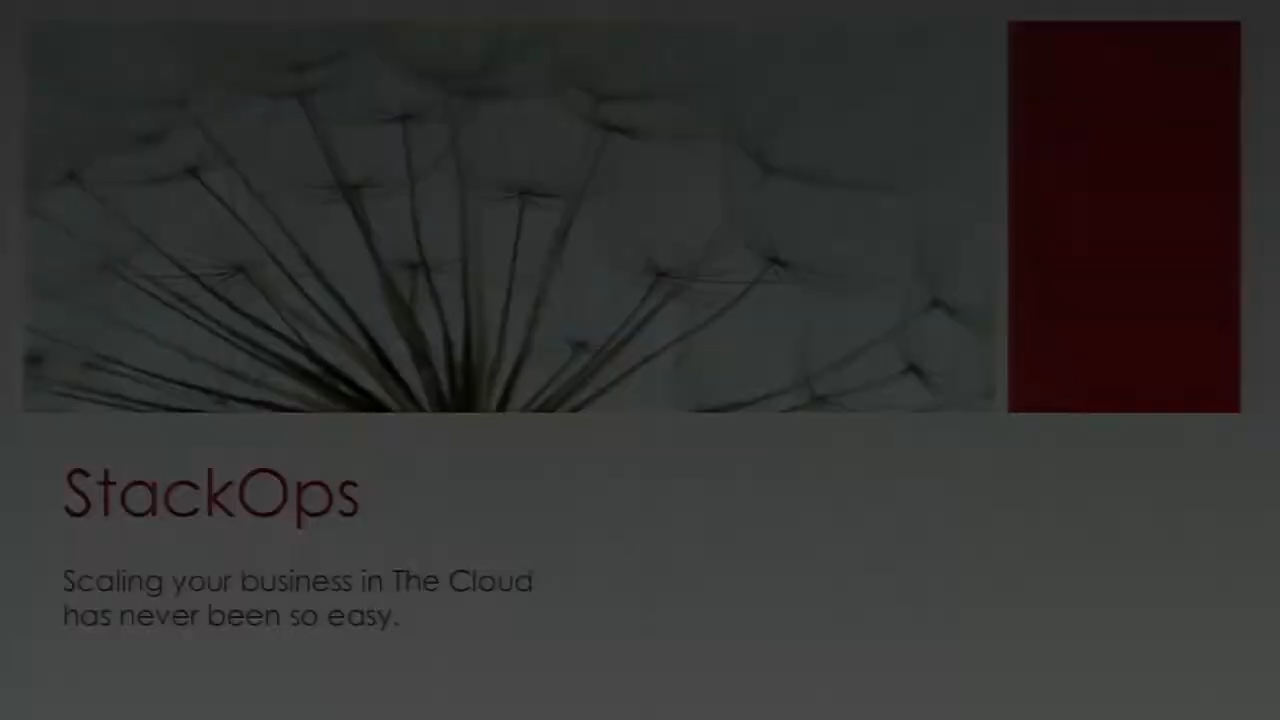 StackOps
Scaling your business in The Cloud
has never been so easy.